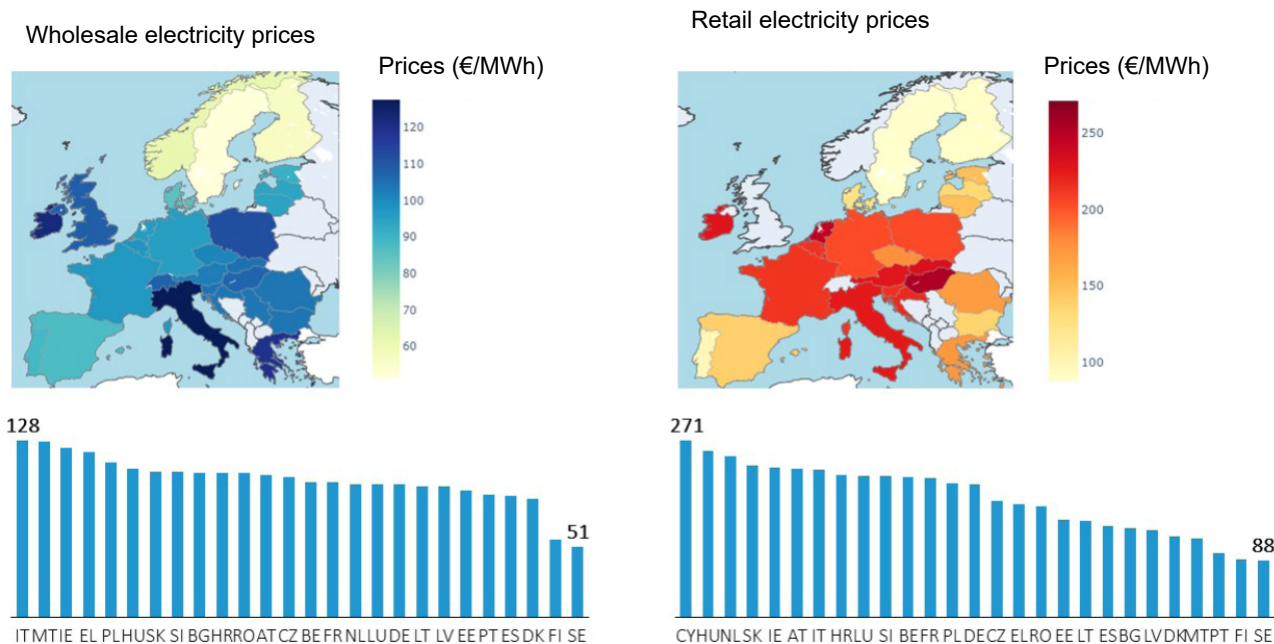 Wholesale electricity prices
Prices (€/MWh)
120
110
100
90
80
70
60
128
51
IT MT IE EL PL HU SK SI BG HR RO AT CZ BE FR NL LU DE LT LV EE PT ES DK FI SE
Retail electricity prices
Prices (€/MWh)
250
200
150
100
271
88
CY HU NL SK IE AT IT HR LU SI BE FR PL DE CZ EL RO EE LT ES BG LV DK MT PT FI SE